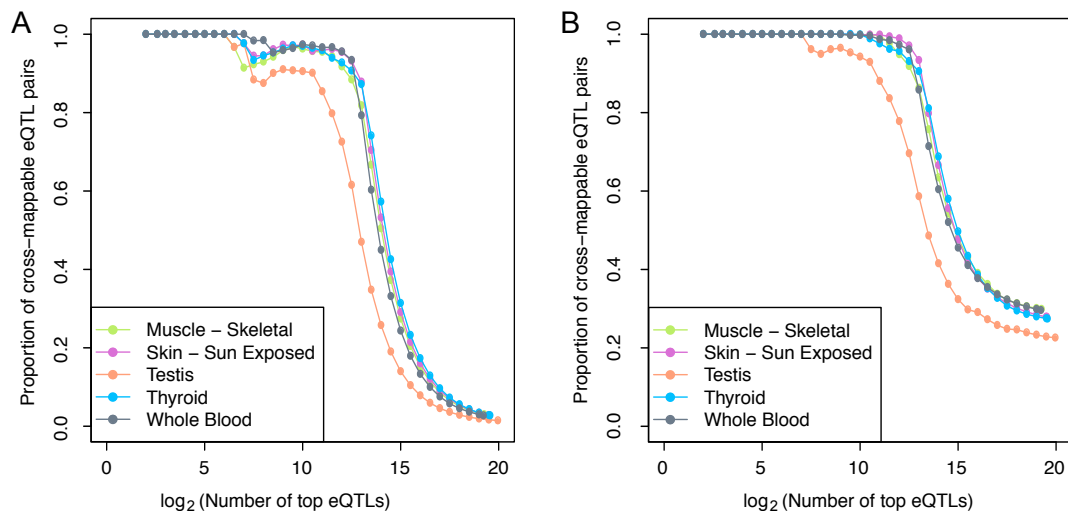 A
Proportion of cross−mappable eQTL pairs
1.0
0.8
0.6
0.4
0.2
0.0
Muscle − Skeletal
Skin − Sun Exposed
Testis
Thyroid
Whole Blood
0 5 10 15 20
log2 (Number of top eQTLs)
B
Proportion of cross−mappable eQTL pairs
1.0
0.8
0.6
0.4
0.2
0.0
Muscle − Skeletal
Skin − Sun Exposed
Testis
Thyroid
Whole Blood
0 5 10 15 20
log2 (Number of top eQTLs)